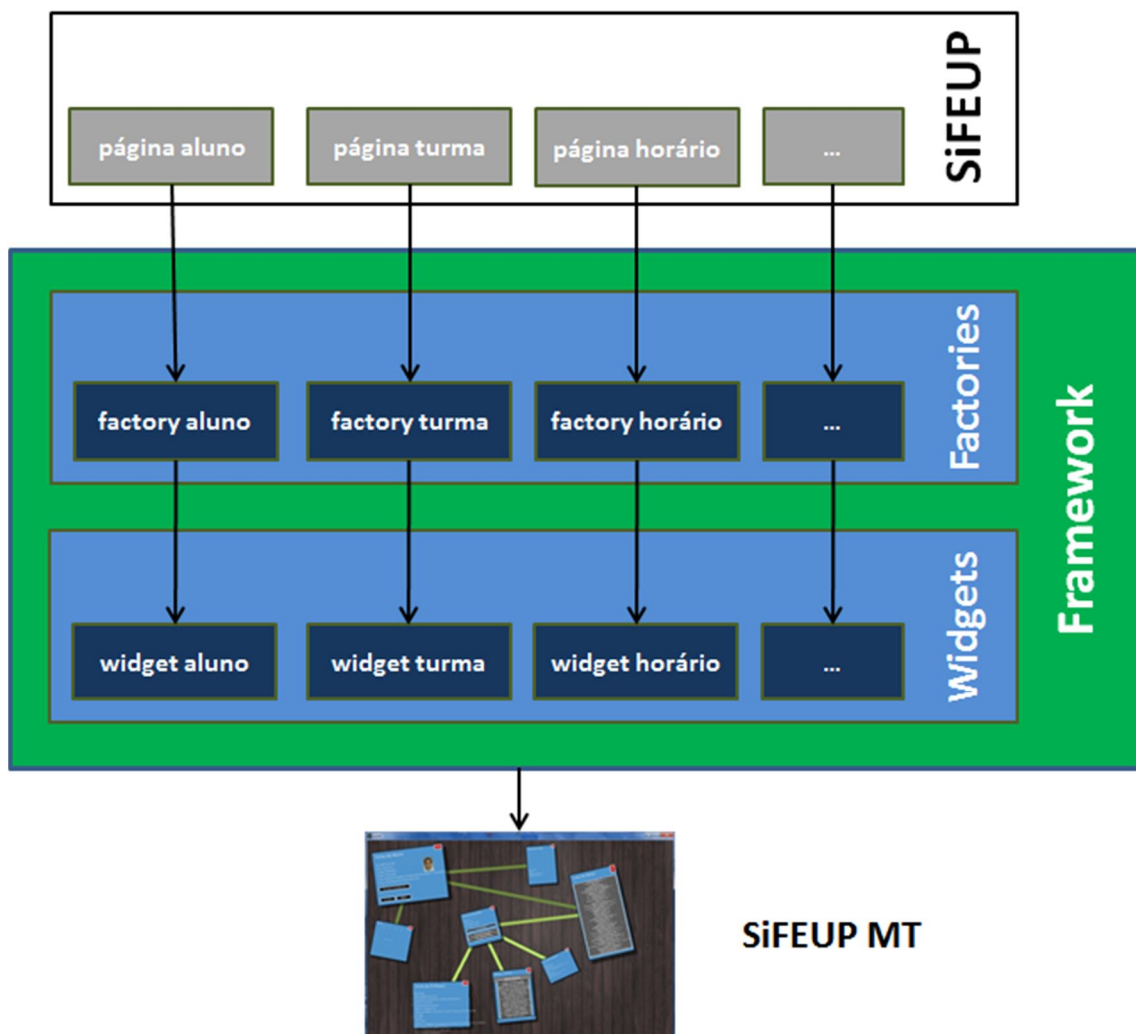 SiFEUP
página aluno
página turma
página horário
...
Factories
factory aluno
factory turma
factory horário
...
Framework
Widgets
widget aluno
widget turma
widget horário
...
SiFEUP MT